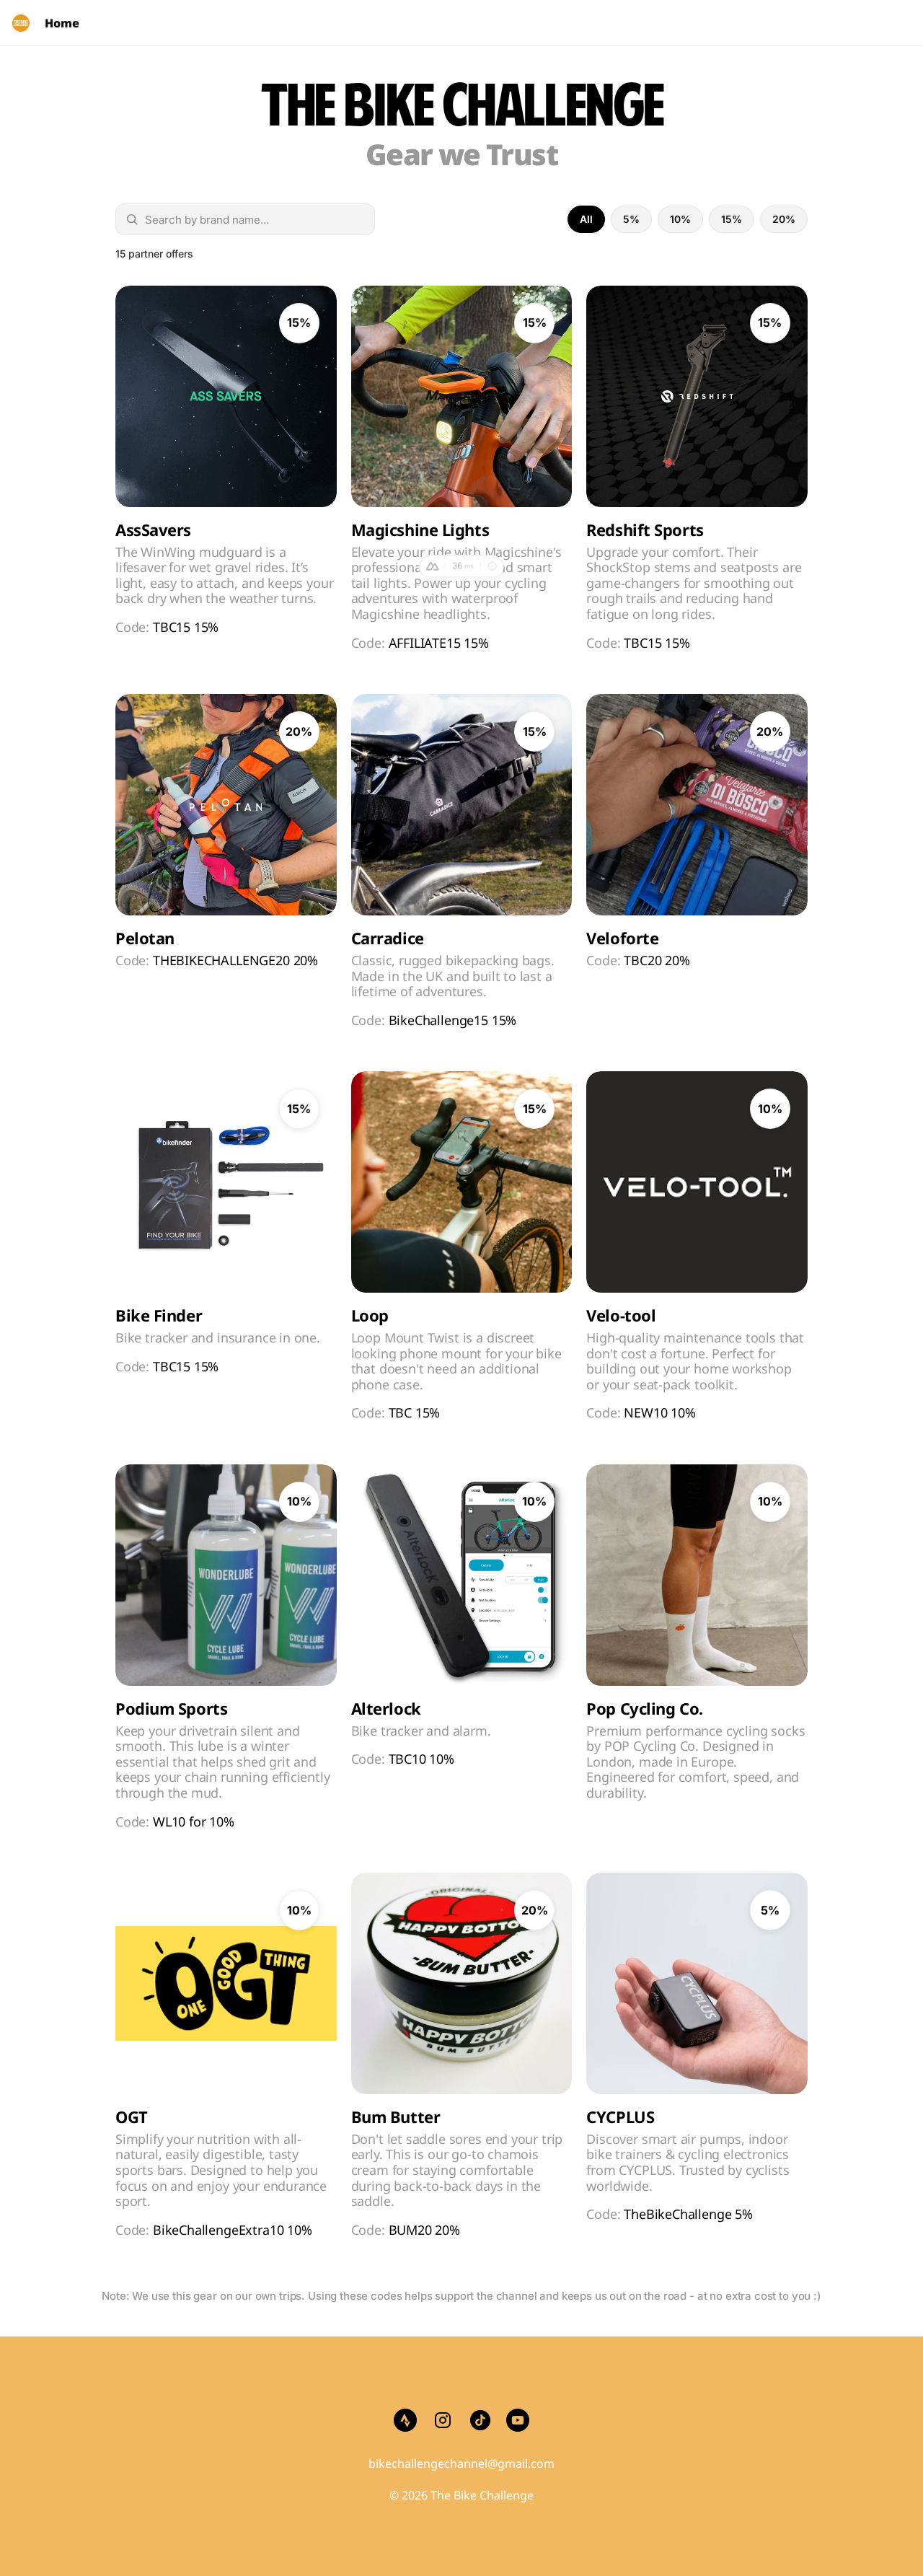 Home
THE BIKE CHALLENGE
Gear we Trust
Search by brand name...
All
5%
10%
15%
20%
15 partner offers
15%
ASS SAVERS
15%
15%
REDSHIFT
AssSavers
The WinWing mudguard is a
lifesaver for wet gravel rides. It's
light, easy to attach, and keeps your
back dry when the weather turns.
Code: TBC15 15%
Magicshine Lights
Elevate your ride with Magicshine's
36 ms
tail lights. Power up your cycling
adventures with waterproof
Magicshine headlights.
Code: AFFILIATE15 15%
Redshift Sports
Upgrade your comfort. Their
ShockStop stems and seatposts are
game-changers for smoothing out
rough trails and reducing hand
fatigue on long rides.
Code: TBC15 15%
20%
PELOTAN
15%
CARRADICE
20%
DI BOSCO
Veloforte
DI BOSCO
Pelotan
Code: THEBIKECHALLENGE20 20%
Carradice
Classic, rugged bikepacking bags.
Made in the UK and built to last a
lifetime of adventures.
Code: BikeChallenge15 15%
Veloforte
Code: TBC20 20%
15%
bikefinder
FIND YOUR BIKE
15%
10%
VELO-TOOL.™
Bike Finder
Bike tracker and insurance in one.
Code: TBC15 15%
Loop
Loop Mount Twist is a discreet
looking phone mount for your bike
that doesn't need an additional
phone case.
Code: TBC 15%
Velo-tool
High-quality maintenance tools that
don't cost a fortune. Perfect for
building out your home workshop
or your seat-pack toolkit.
Code: NEW10 10%
10%
WONDERLUBE
CYCLE LUBE
WONDERLUB
CYCLE LUB
10%
AlterLock
10%
Podium Sports
Keep your drivetrain silent and
smooth. This lube is a winter
essential that helps shed grit and
keeps your chain running efficiently
through the mud.
Code: WL10 for 10%
Alterlock
Bike tracker and alarm.
Code: TBC10 10%
Pop Cycling Co.
Premium performance cycling socks
by POP Cycling Co. Designed in
London, made in Europe.
Engineered for comfort, speed, and
durability.
10%
ONE GOOD THING
OGT
20%
ORIGINAL
HAPPY BOTTO
-BUM BUTTER-
HAPPY BOTTO
BUM BUTTER
5%
CYCPLUS
OGT
Simplify your nutrition with all-
natural, easily digestible, tasty
sports bars. Designed to help you
focus on and enjoy your endurance
sport.
Code: BikeChallengeExtra10 10%
Bum Butter
Don't let saddle sores end your trip
early. This is our go-to chamois
cream for staying comfortable
during back-to-back days in the
saddle.
Code: BUM20 20%
CYCPLUS
Discover smart air pumps, indoor
bike trainers & cycling electronics
from CYCPLUS. Trusted by cyclists
worldwide.
Code: TheBikeChallenge 5%
Note: We use this gear on our own trips. Using these codes helps support the channel and keeps us out on the road - at no extra cost to you :)
bikechallengechannel@gmail.com
© 2026 The Bike Challenge